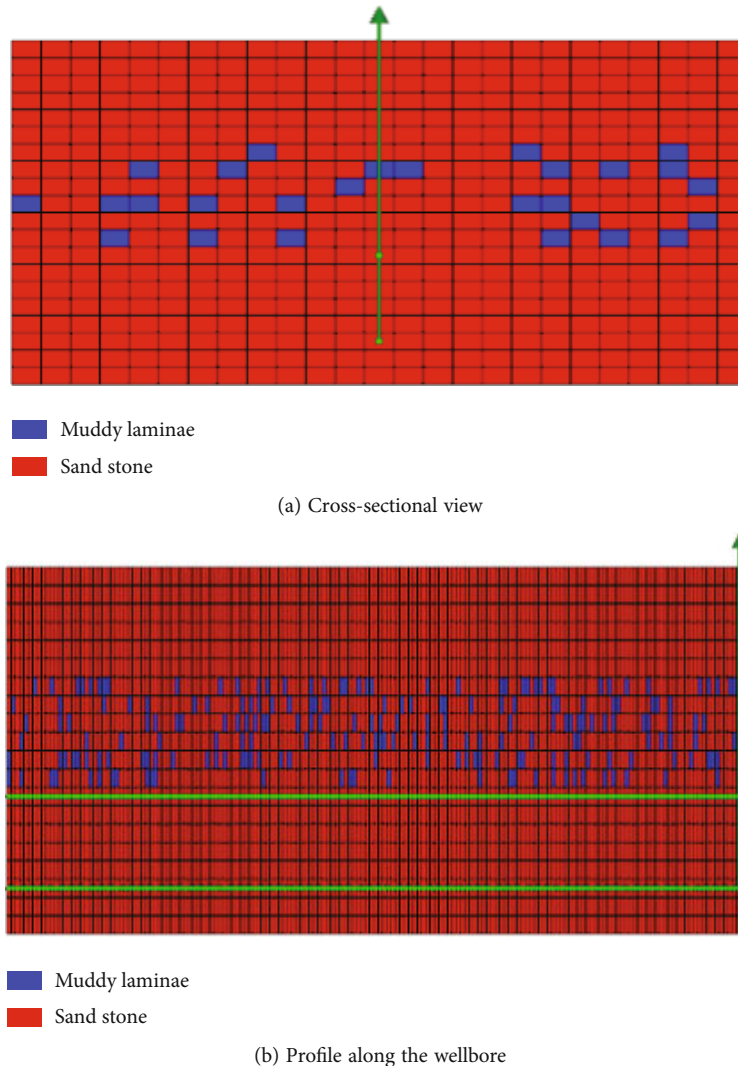 Muddy laminae
Sand stone
(a) Cross-sectional view
Muddy laminae
Sand stone
(b) Profile along the wellbore